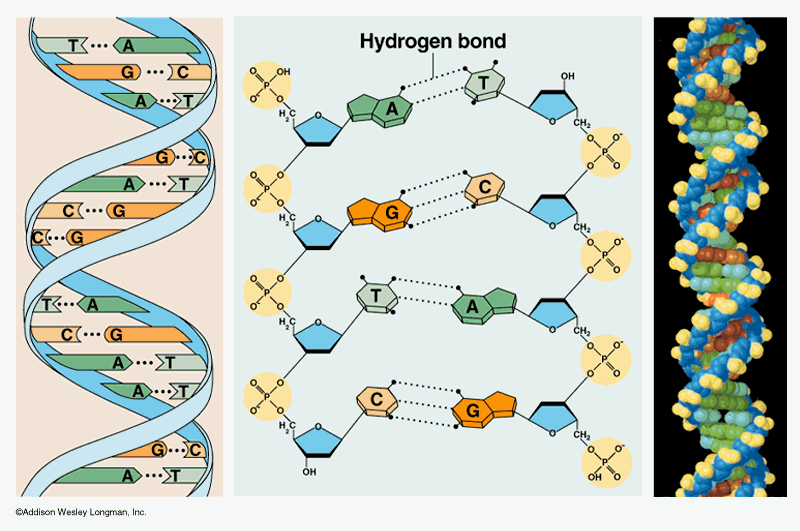 T ··· A
G ··· C
A ··· T
G ··· C
A ··· T
C ··· G
C ··· G
T ··· A
C ··· G
A ··· T
A ··· T
G ··· C
A ··· T
Hydrogen bond
O OH
P
O O
H₂C
O
A T
OH
O
CH₂
O O⁻
P
O O
O O
P
O O
H₂C
O
G C
O
CH₂
O O⁻
P
O O
O O
P
O O
H₂C
O
T A
O
CH₂
O O⁻
P
O O
O O
P
O O
H₂C
O
OH
C G
O
CH₂
O O⁻
P
OH O
©Addison Wesley Longman, Inc.